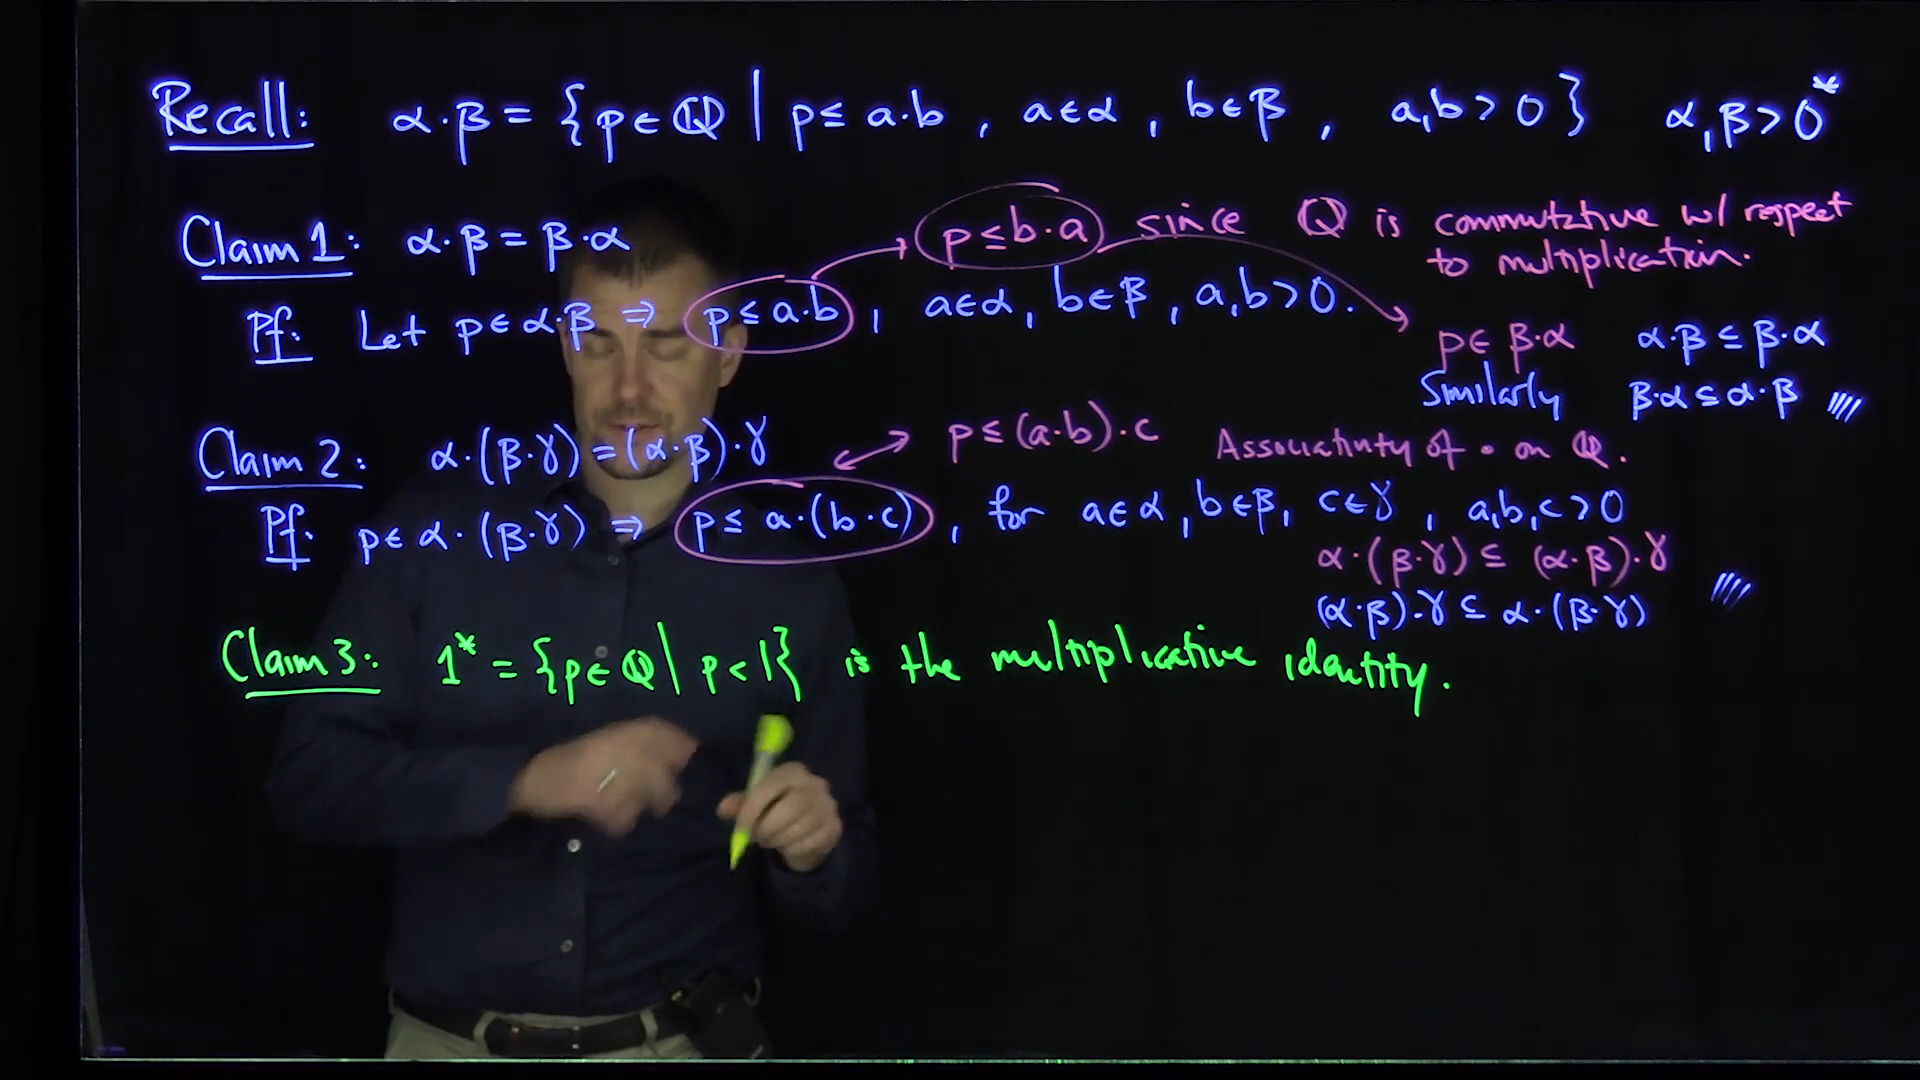 Recall: α·β = {p∈ℚ | p≤ a·b , a∈α , b∈β , a,b > 0} α,β > 0*
Claim 1: α·β = β·α
p≤b·a since ℚ is commutative w/ respect to multiplication.
Pf: Let p∈ α·β ⇒ p≤ a·b , a∈α, b∈β , a,b > 0.
p∈ β·α α·β ⊆ β·α
Similarly β·α ⊆ α·β ////
Claim 2: α·(β·γ) = (α·β)·γ
p≤ (a·b)·c Associativity of · on ℚ.
Pf: p∈ α·(β·γ) ⇒ p≤ a·(b·c) , for a∈α, b∈β, c∈γ , a,b,c > 0
α·(β·γ) ⊆ (α·β)·γ
(α·β)·γ ⊆ α·(β·γ) ////
Claim 3: 1* = {p∈ℚ | p<1} is the multiplicative identity.